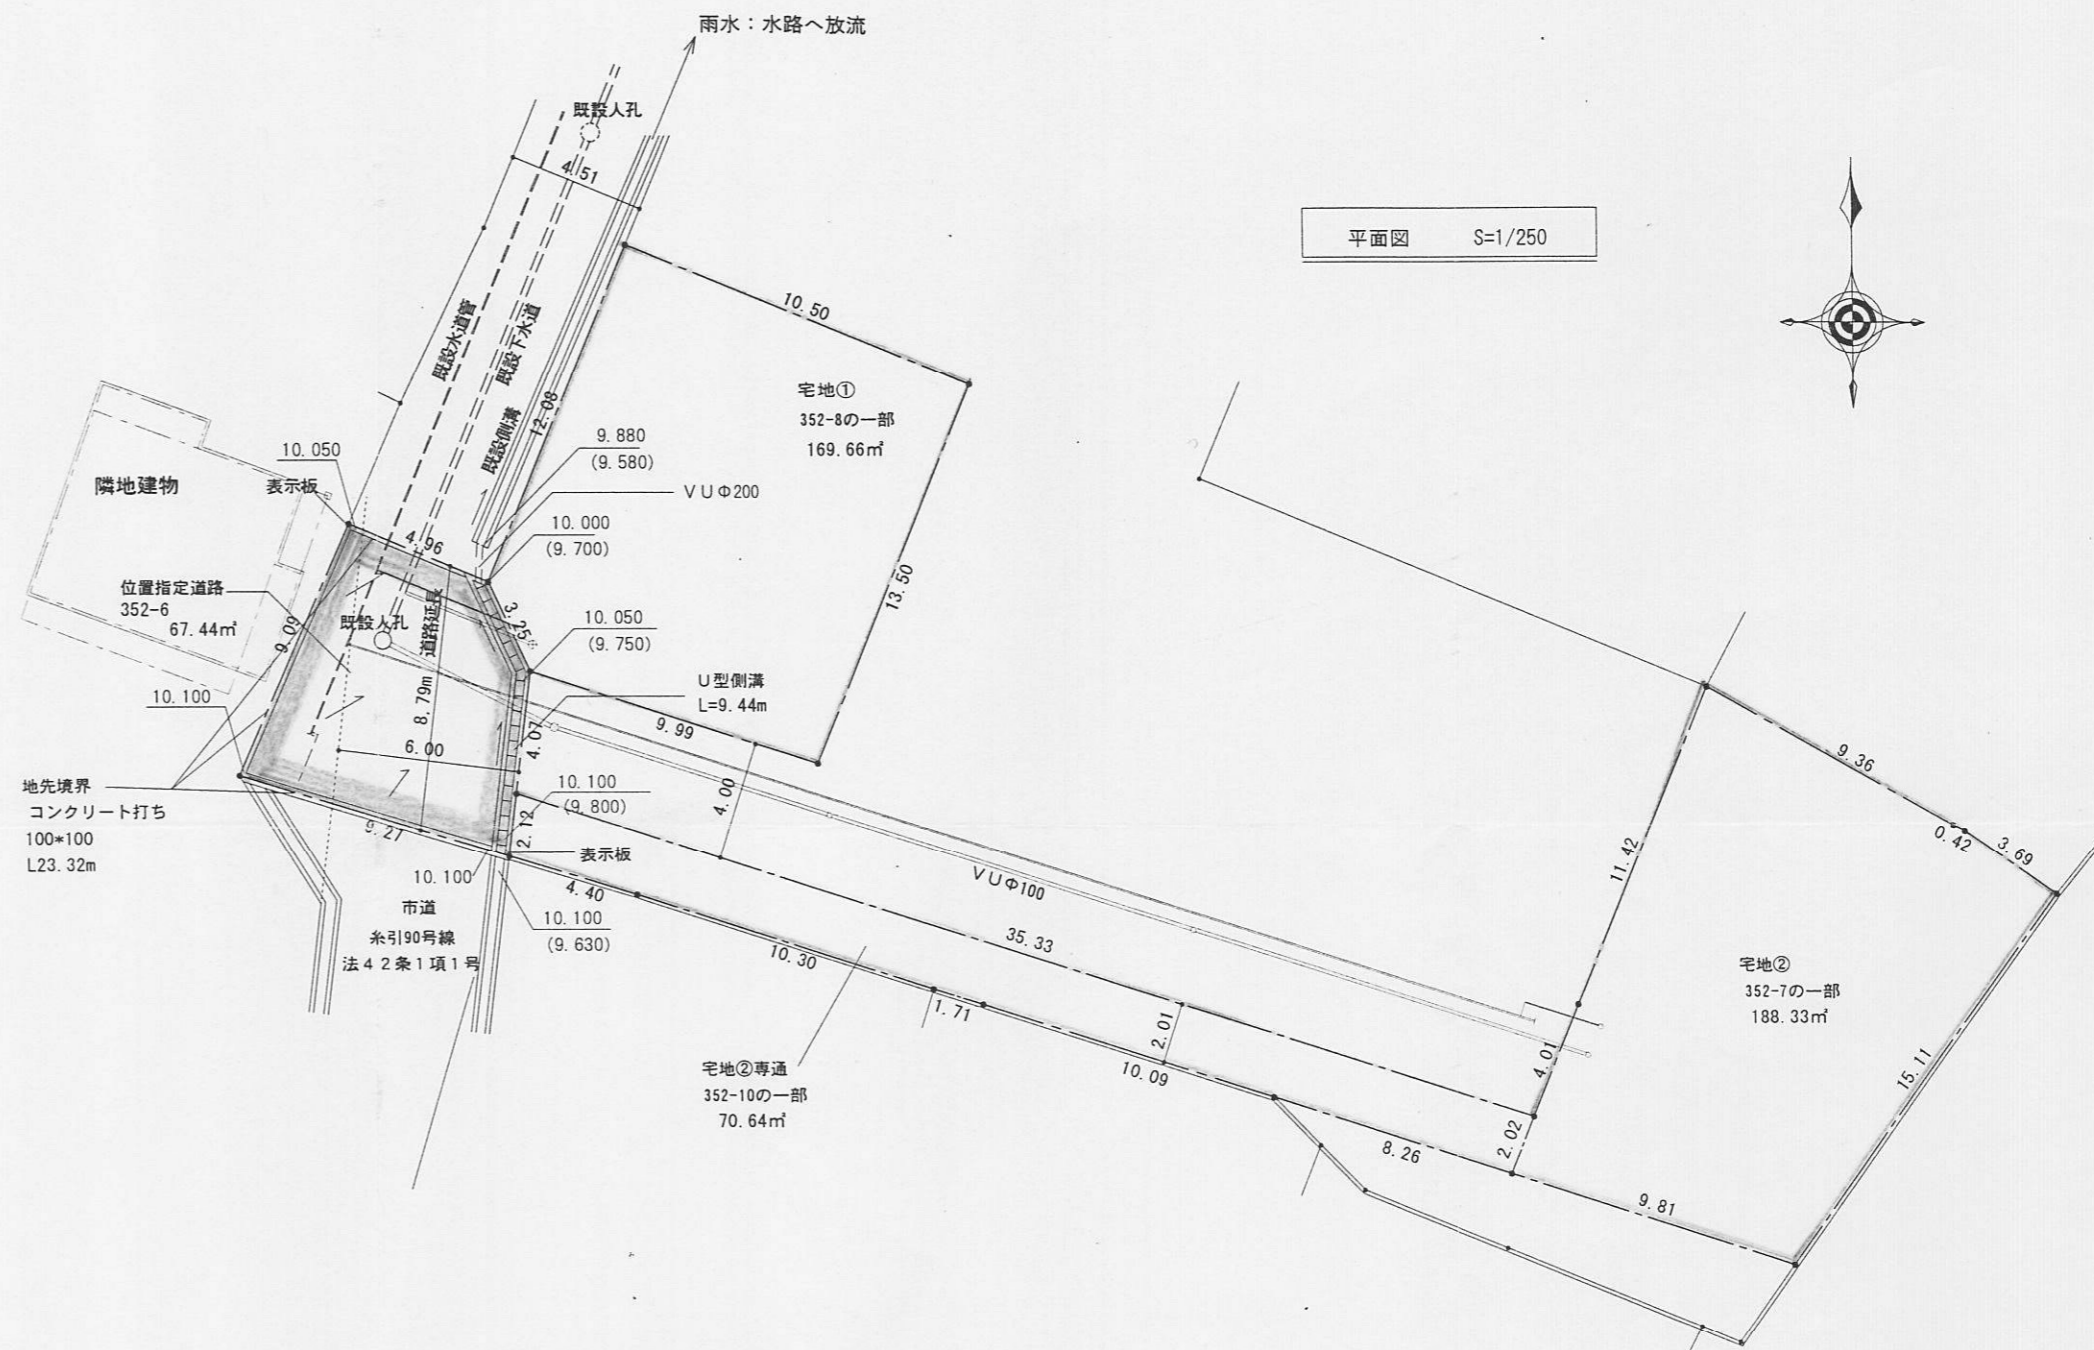 雨水：水路へ放流
既設人孔
4.51
平面図 S=1/250
10.50
既設水道管
既設下水道
既設側溝
12.08
宅地①
352-8の一部
169.66㎡
9.880
(9.580)
10.050
表示板
隣地建物
VUΦ200
10.000
(9.700)
4.96
位置指定道路
352-6
67.44㎡
既設人孔
道路延長
8.79m
9.09
3.25
13.50
10.050
(9.750)
U型側溝
L=9.44m
10.100
6.00
4.07
9.99
4.00
地先境界
コンクリート打ち
100*100
L23.32m
9.27
10.100
(9.800)
2.12
表示板
10.100
4.40
市道
糸引90号線
法42条1項1号
10.100
(9.630)
10.30
VUΦ100
35.33
1.71
2.01
10.09
宅地②専通
352-10の一部
70.64㎡
11.42
9.36
0.42
3.69
宅地②
352-7の一部
188.33㎡
4.01
15.11
2.02
8.26
9.81